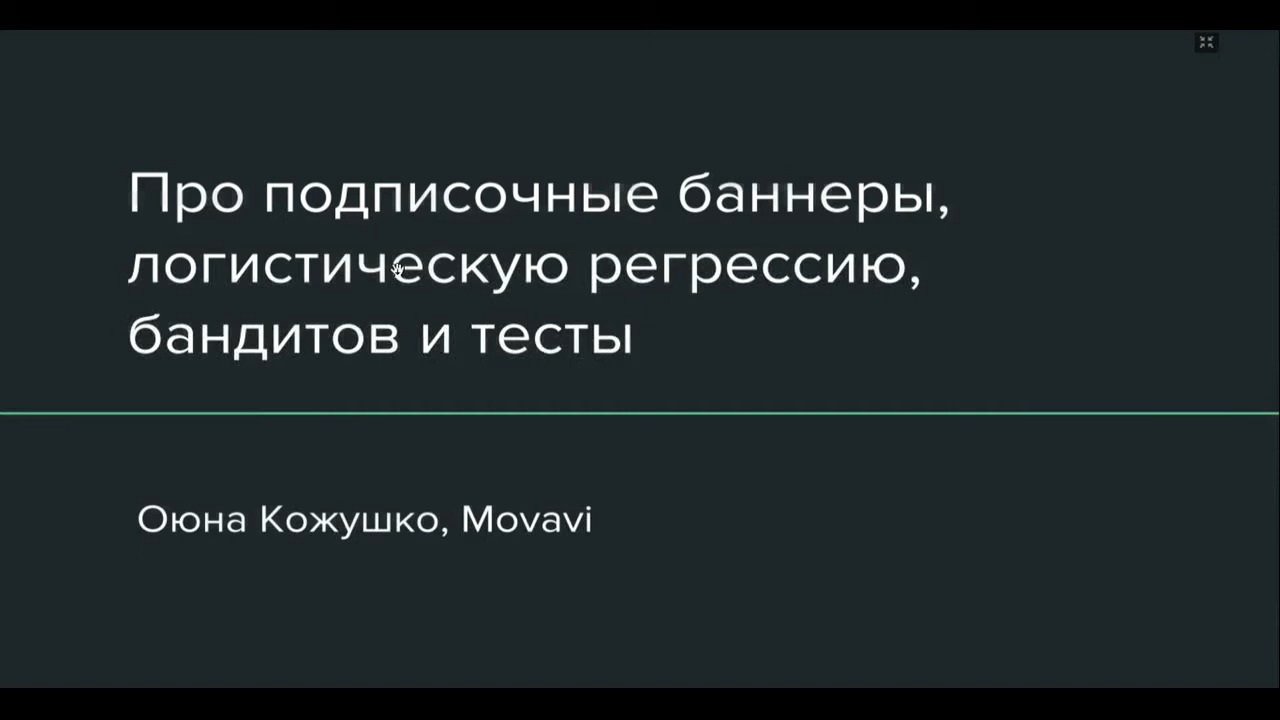 Про подписочные баннеры,
логистическую регрессию,
бандитов и тесты
Оюна Кожушко, Movavi